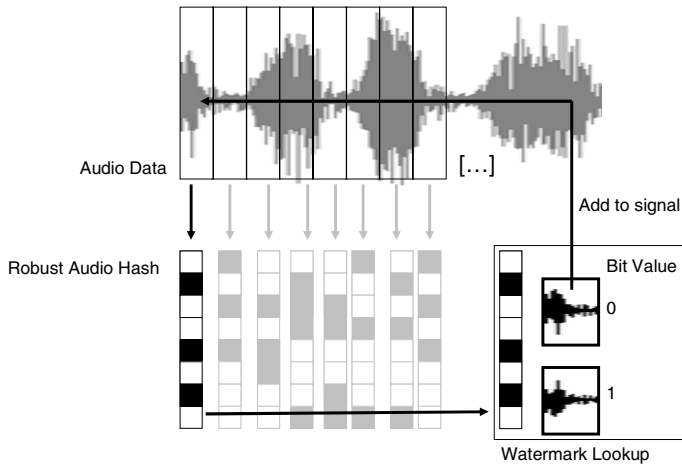 Audio Data
[...]
Add to signal
Robust Audio Hash
Bit Value
0
1
Watermark Lookup